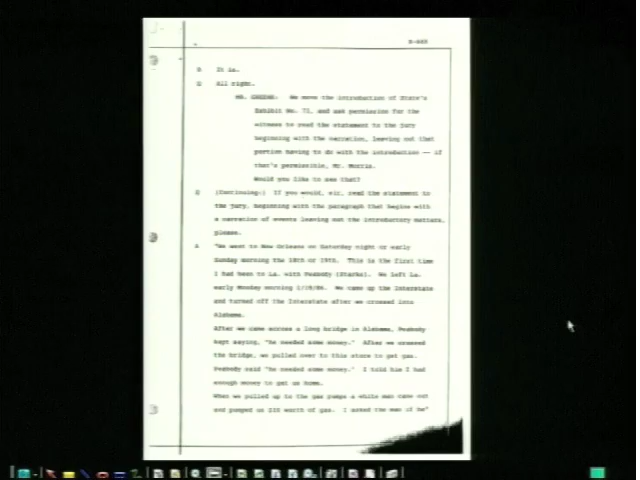 R-689
A It is.
Q All right.
MR. GREENE: We move the introduction of State's
Exhibit No. 71, and ask permission for the
witness to read the statement to the jury
beginning with the narration, leaving out that
portion having to do with the introduction -- if
that's permissible, Mr. Morris.
Would you like to see that?
Q (Continuing:) If you would, sir, read the statement to
the jury, beginning with the paragraph that begins with
a narration of events leaving out the introductory matters,
please.
A "We went to New Orleans on Saturday night or early
Sunday morning the 18th or 19th. This is the first time
I had been to La. with Peabody (Starks). We left La.
early Monday morning 1/19/86. We came up the Interstate
and turned off the Interstate after we crossed into
Alabama.
After we came across a long bridge in Alabama, Peabody
kept saying, "he needed some money." After we crossed
the bridge, we pulled over to this store to get gas.
Peabody said "he needed some money." I told him I had
enough money to get us home.
When we pulled up to the gas pumps a white man came out
and pumped us worth of gas. I asked the man if he"